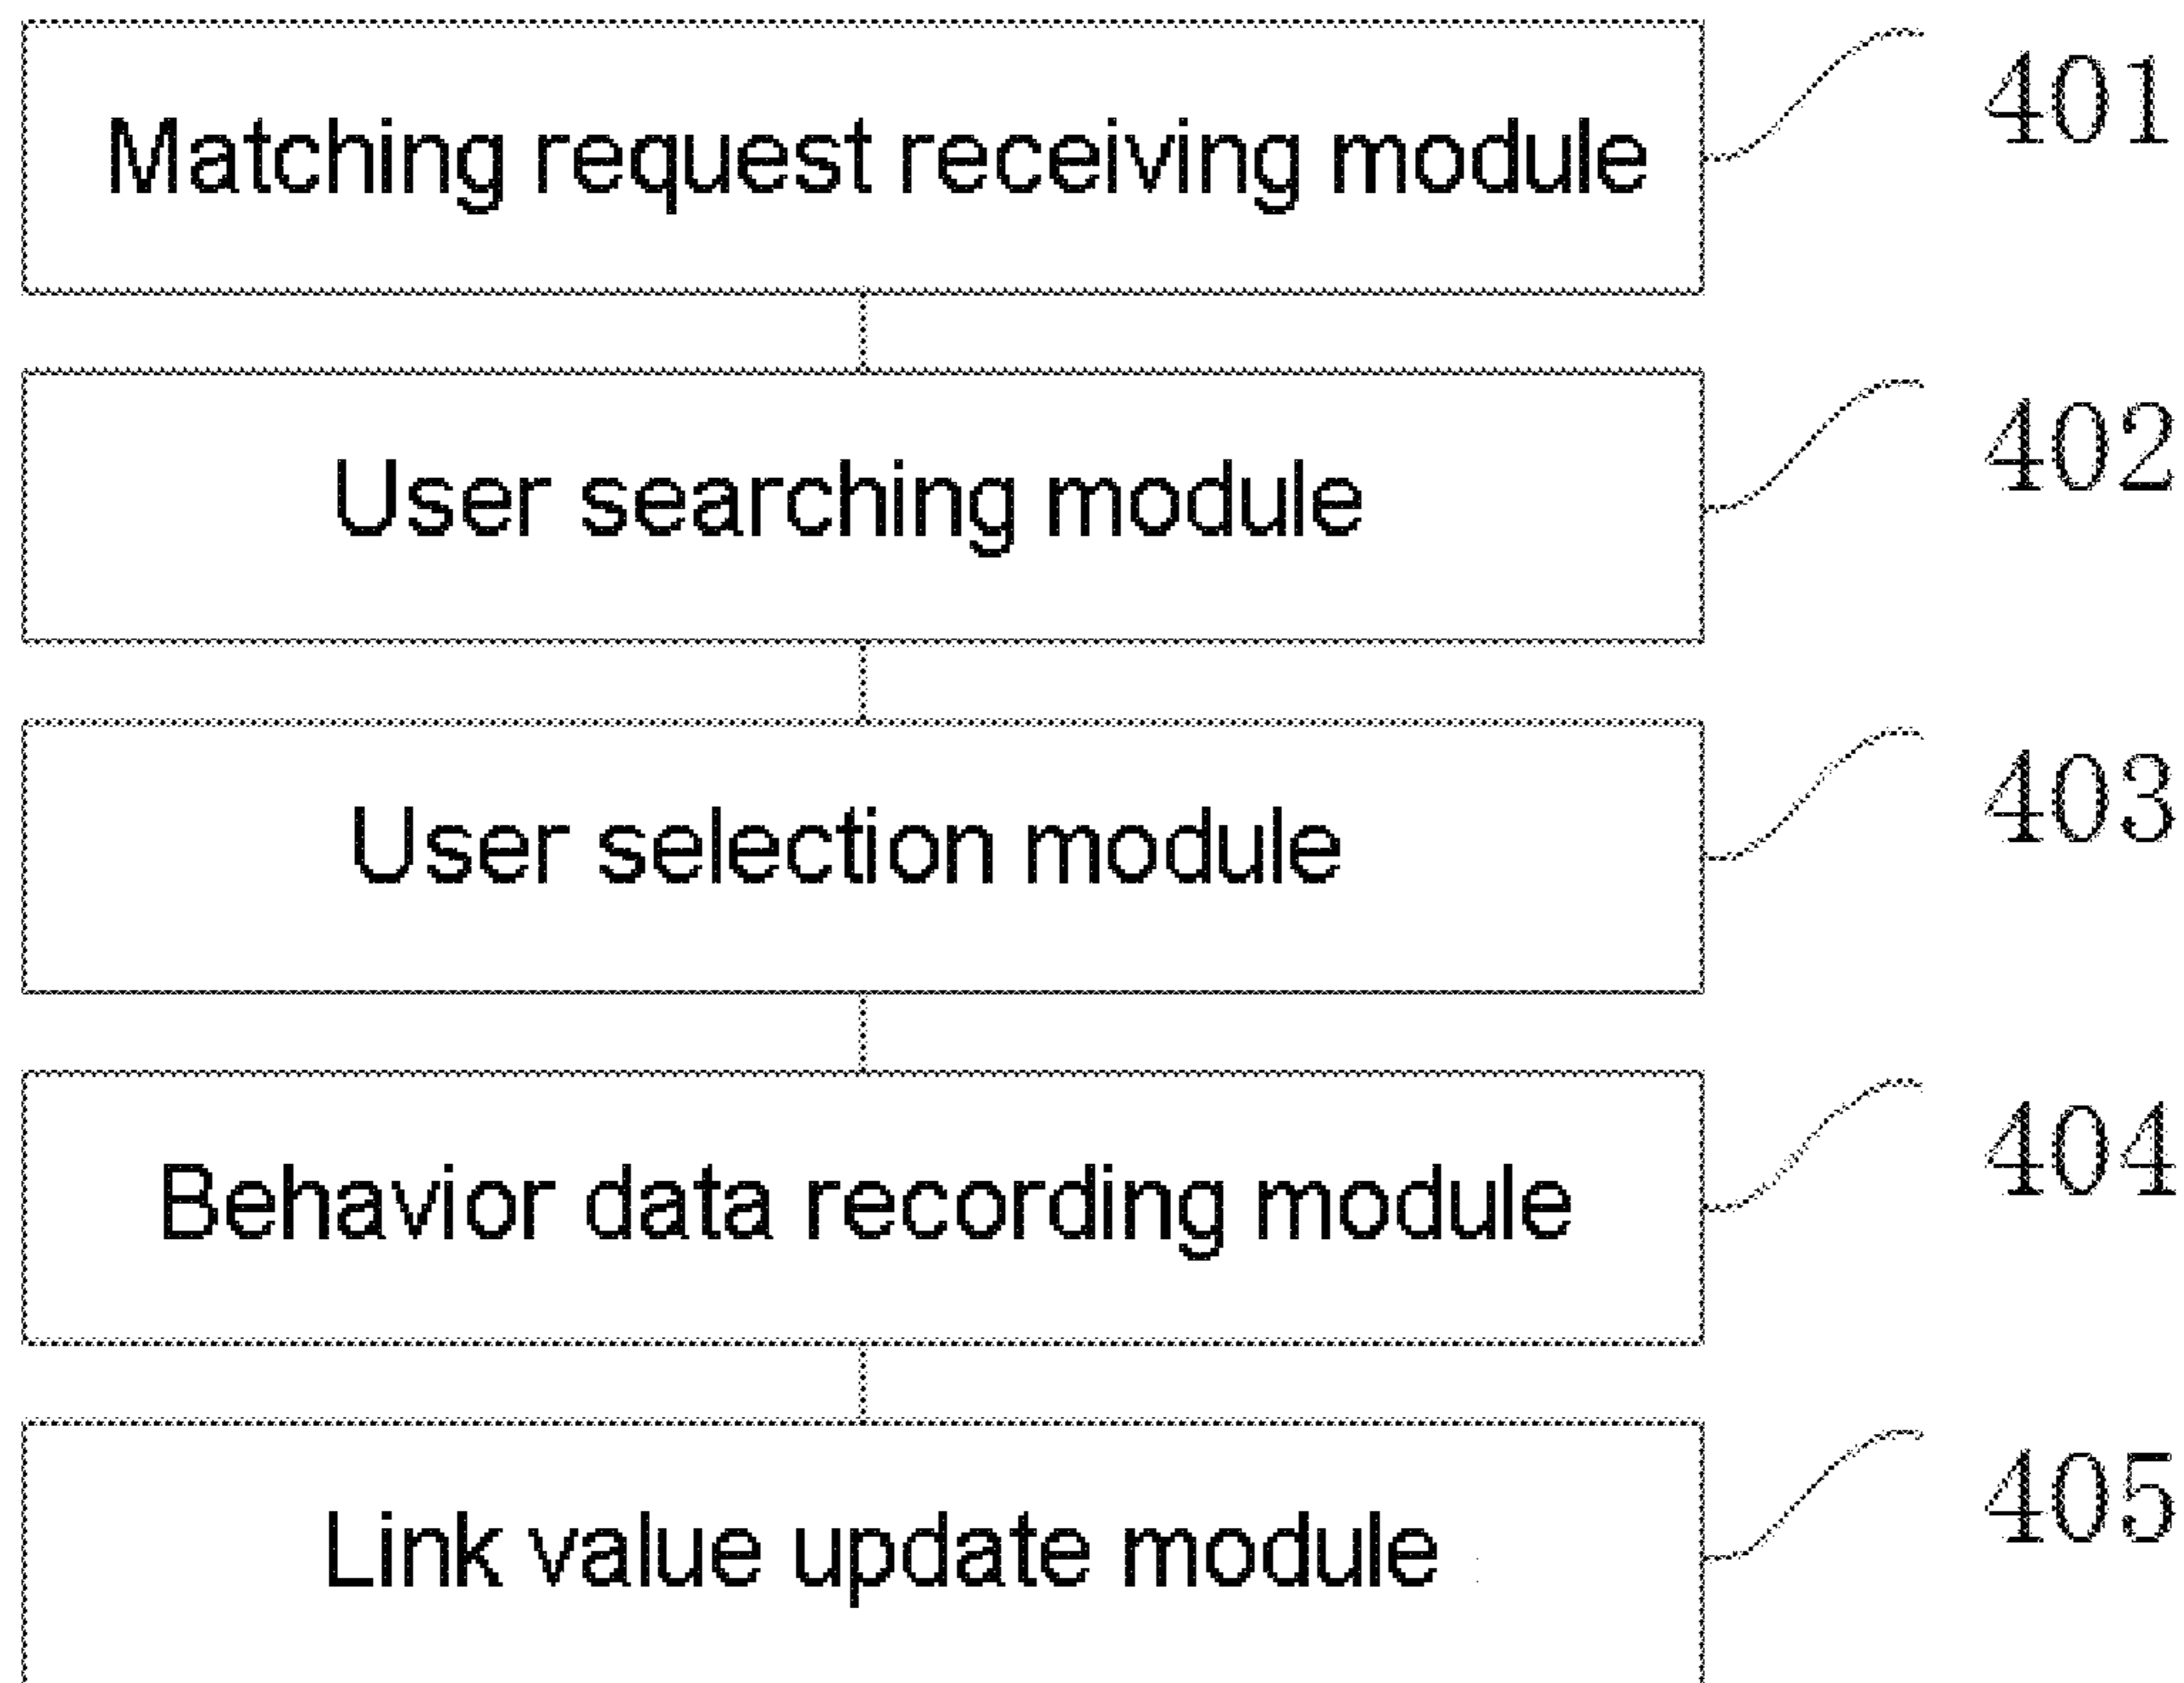 Matching request receiving module 401
User searching module 402
User selection module 403
Behavior data recording module 404
Link value update module 405